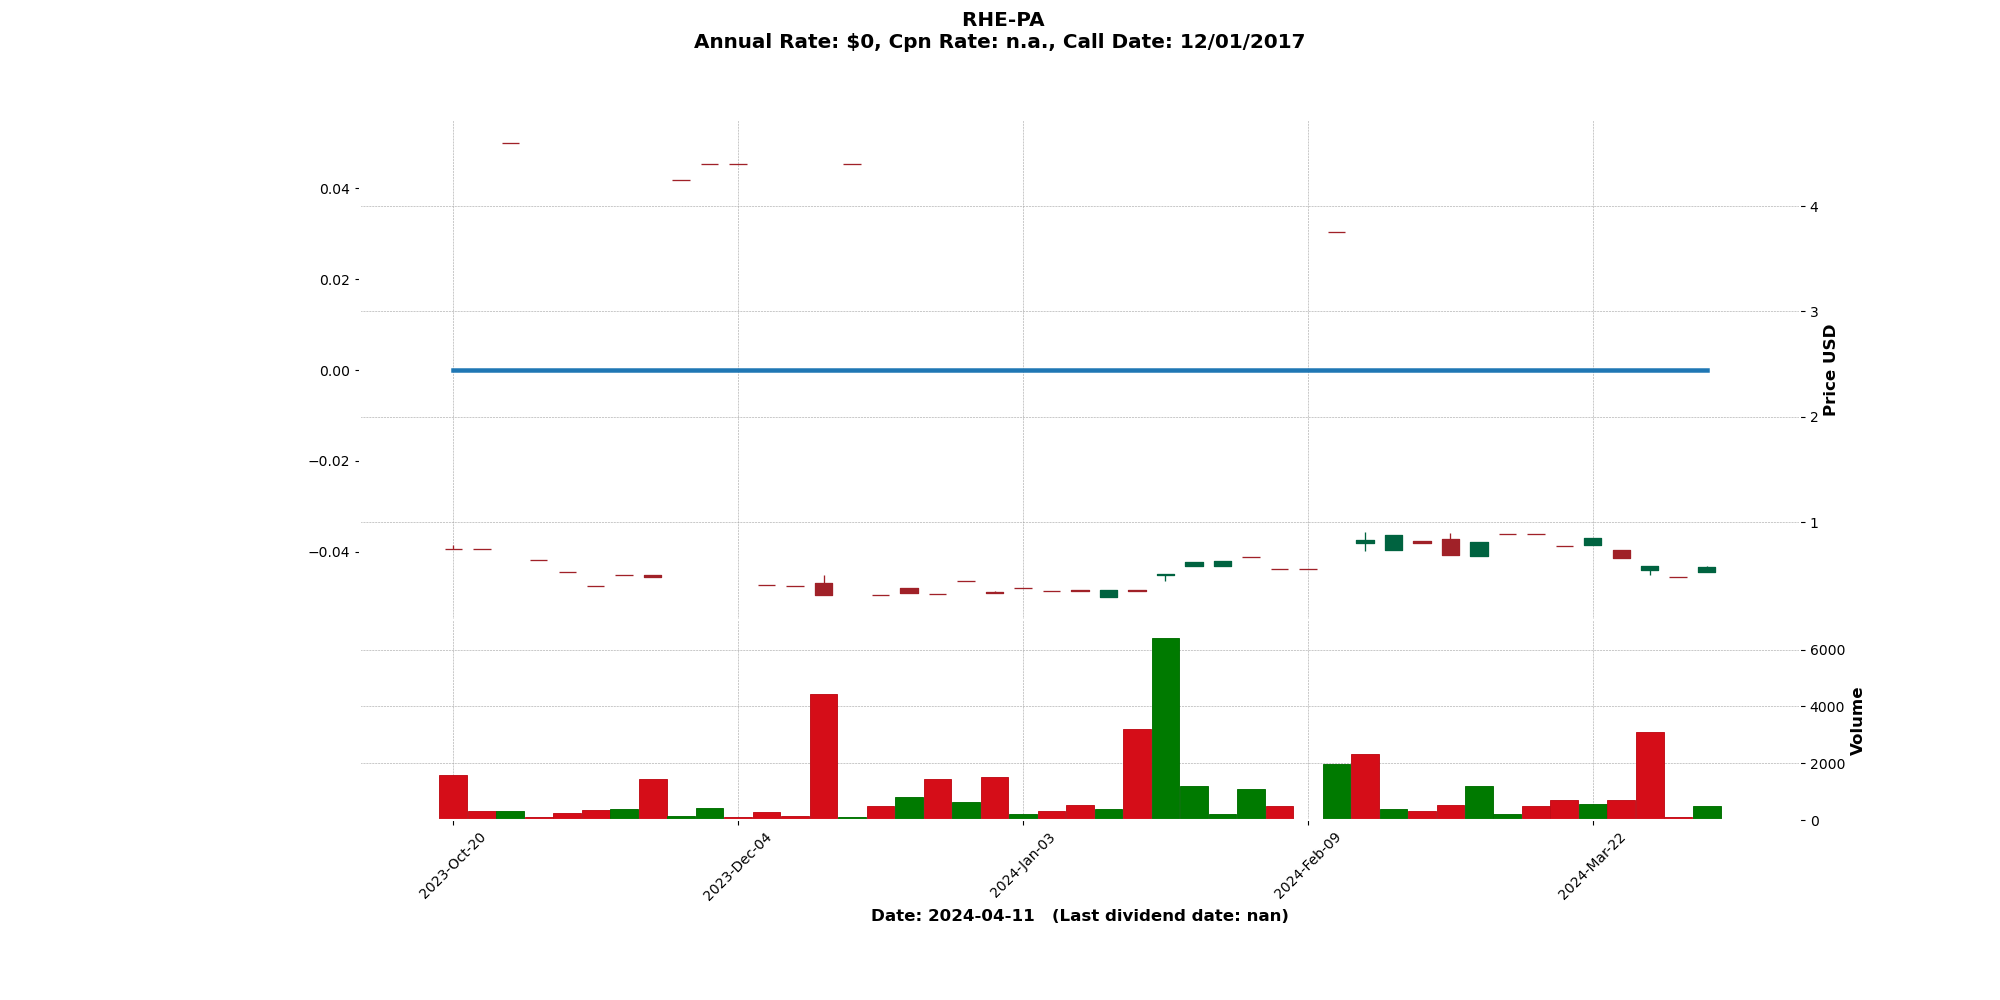 RHE-PA
Annual Rate: $0, Cpn Rate: n.a., Call Date: 12/01/2017
0.04
0.02
0.00
−0.02
−0.04
4
3
2
1
Price USD
6000
4000
2000
0
Volume
2023-Oct-20
2023-Dec-04
2024-Jan-03
2024-Feb-09
2024-Mar-22
Date: 2024-04-11   (Last dividend date: nan)